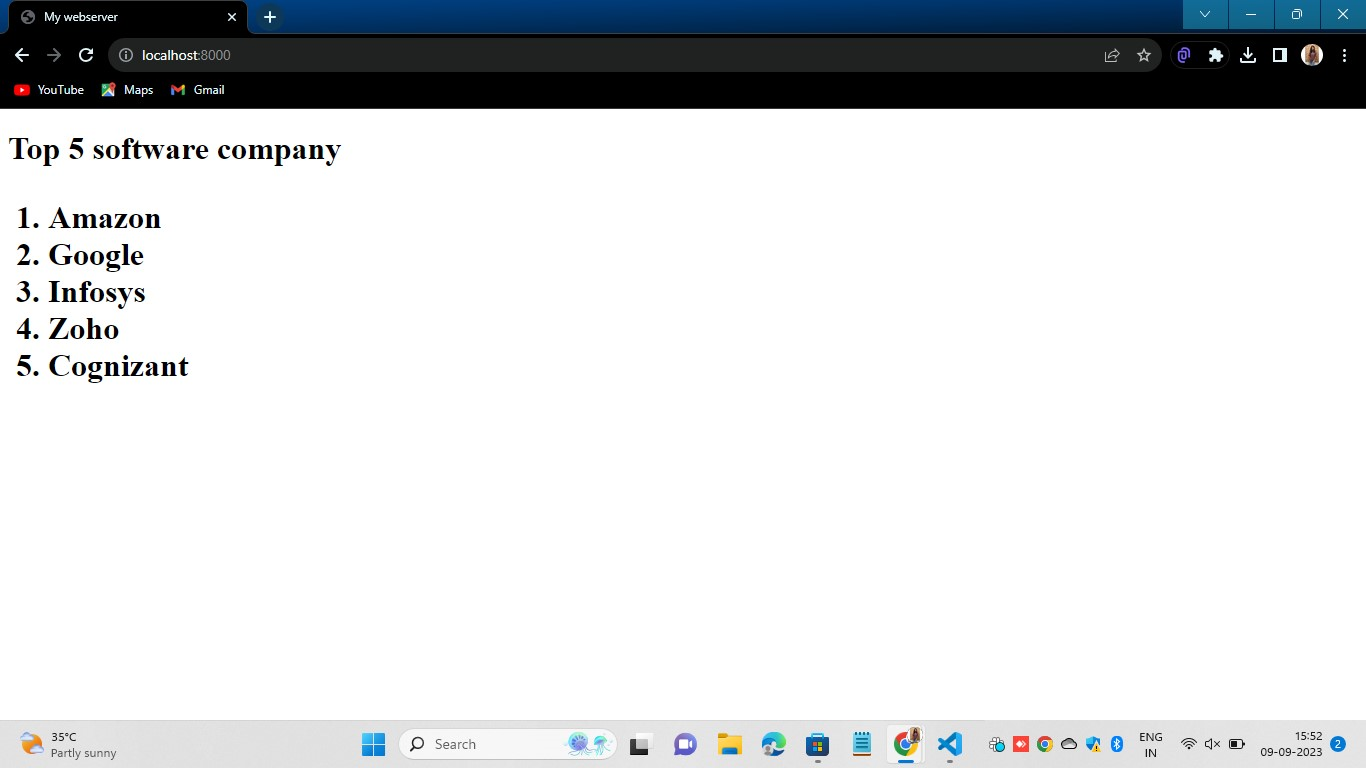 My webserver
localhost:8000
YouTube Maps Gmail
Top 5 software company
1. Amazon
2. Google
3. Infosys
4. Zoho
5. Cognizant
35°C
Partly sunny
Search
ENG
IN
15:52
09-09-2023
2